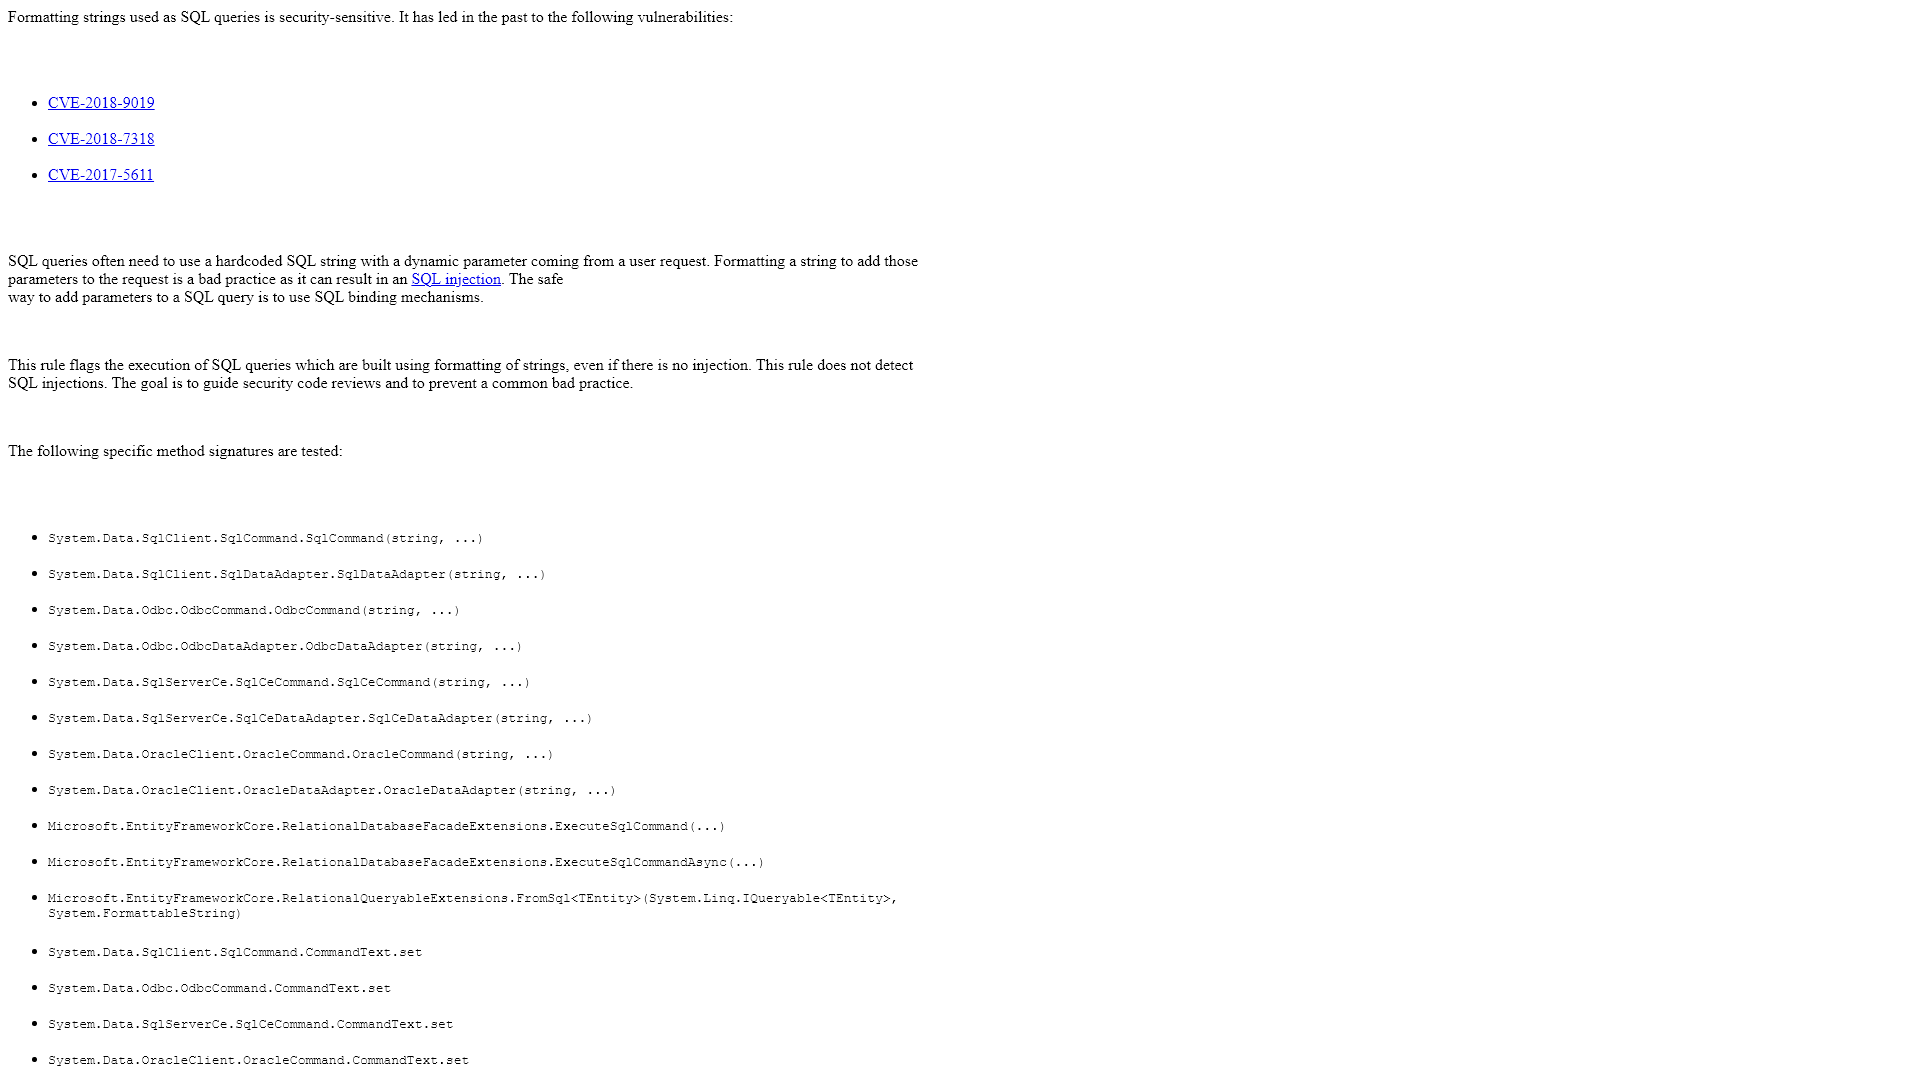 Formatting strings used as SQL queries is security-sensitive. It has led in the past to the following vulnerabilities:
CVE-2018-9019
CVE-2018-7318
CVE-2017-5611
SQL queries often need to use a hardcoded SQL string with a dynamic parameter coming from a user request. Formatting a string to add those
parameters to the request is a bad practice as it can result in an SQL injection. The safe
way to add parameters to a SQL query is to use SQL binding mechanisms.
This rule flags the execution of SQL queries which are built using formatting of strings, even if there is no injection. This rule does not detect
SQL injections. The goal is to guide security code reviews and to prevent a common bad practice.
The following specific method signatures are tested:
System.Data.SqlClient.SqlCommand.SqlCommand(string, ...)
System.Data.SqlClient.SqlDataAdapter.SqlDataAdapter(string, ...)
System.Data.Odbc.OdbcCommand.OdbcCommand(string, ...)
System.Data.Odbc.OdbcDataAdapter.OdbcDataAdapter(string, ...)
System.Data.SqlServerCe.SqlCeCommand.SqlCeCommand(string, ...)
System.Data.SqlServerCe.SqlCeDataAdapter.SqlCeDataAdapter(string, ...)
System.Data.OracleClient.OracleCommand.OracleCommand(string, ...)
System.Data.OracleClient.OracleDataAdapter.OracleDataAdapter(string, ...)
Microsoft.EntityFrameworkCore.RelationalDatabaseFacadeExtensions.ExecuteSqlCommand(...)
Microsoft.EntityFrameworkCore.RelationalDatabaseFacadeExtensions.ExecuteSqlCommandAsync(...)
Microsoft.EntityFrameworkCore.RelationalQueryableExtensions.FromSql<TEntity>(System.Linq.IQueryable<TEntity>,
System.FormattableString)
System.Data.SqlClient.SqlCommand.CommandText.set
System.Data.Odbc.OdbcCommand.CommandText.set
System.Data.SqlServerCe.SqlCeCommand.CommandText.set
System.Data.OracleClient.OracleCommand.CommandText.set